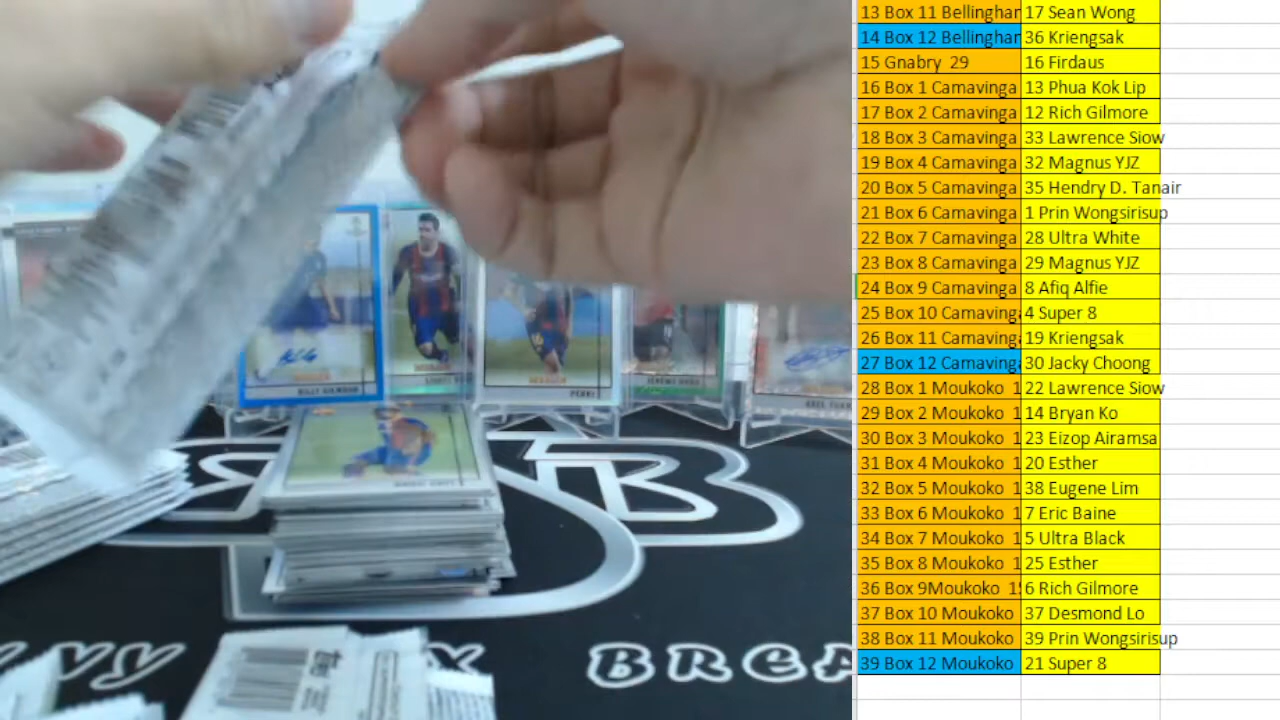 13 Box 11 Bellinghar 17 Sean Wong
14 Box 12 Bellinghar 36 Kriengsak
15 Gnabry 29 16 Firdaus
16 Box 1 Camavinga 13 Phua Kok Lip
17 Box 2 Camavinga 12 Rich Gilmore
18 Box 3 Camavinga 33 Lawrence Siow
19 Box 4 Camavinga 32 Magnus YJZ
20 Box 5 Camavinga 35 Hendry D. Tanair
21 Box 6 Camavinga 1 Prin Wongsirisup
22 Box 7 Camavinga 28 Ultra White
23 Box 8 Camavinga 29 Magnus YJZ
24 Box 9 Camavinga 8 Afiq Alfie
25 Box 10 Camaving 4 Super 8
26 Box 11 Camaving 19 Kriengsak
27 Box 12 Camaving 30 Jacky Choong
28 Box 1 Moukoko 1 22 Lawrence Siow
29 Box 2 Moukoko 1 14 Bryan Ko
30 Box 3 Moukoko 1 23 Eizop Airamsa
31 Box 4 Moukoko 1 20 Esther
32 Box 5 Moukoko 1 38 Eugene Lim
33 Box 6 Moukoko 1 7 Eric Baine
34 Box 7 Moukoko 1 5 Ultra Black
35 Box 8 Moukoko 1 25 Esther
36 Box 9Moukoko 1 6 Rich Gilmore
37 Box 10 Moukoko 37 Desmond Lo
38 Box 11 Moukoko 39 Prin Wongsirisup
39 Box 12 Moukoko 21 Super 8
BILLY GILMOUR
PEDRI
BREA